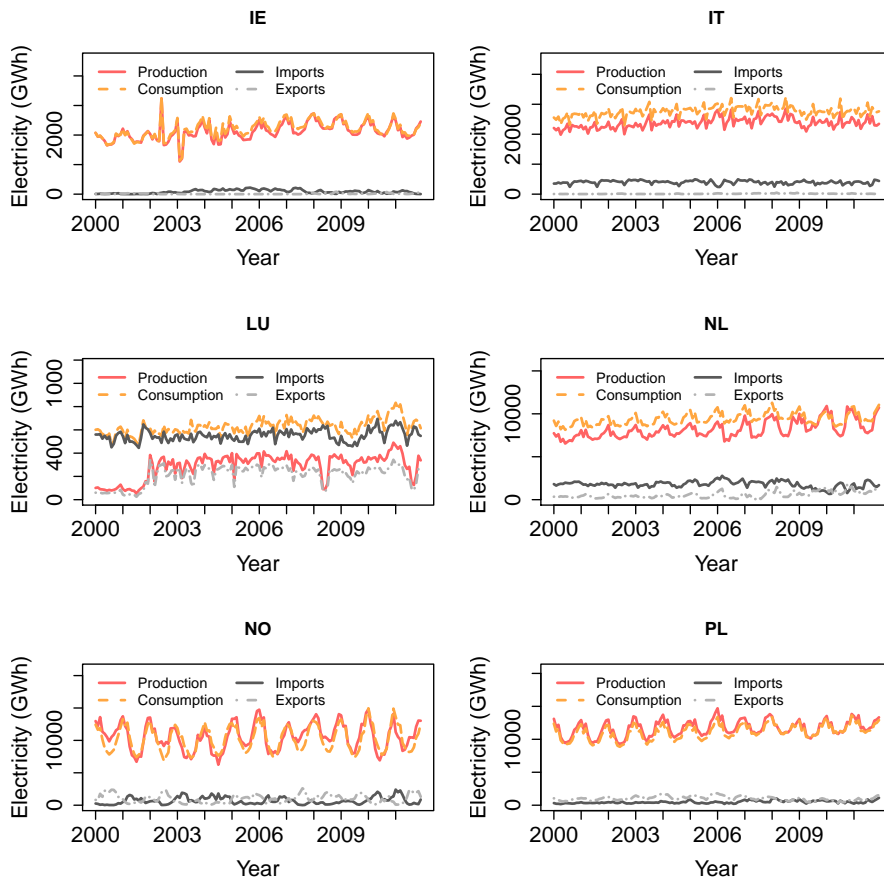 IE
Electricity (GWh)
0 2000
Production Imports
Consumption Exports
2000 2003 2006 2009
Year
IT
Electricity (GWh)
0 20000
Production Imports
Consumption Exports
2000 2003 2006 2009
Year
LU
Electricity (GWh)
0 400 1000
Production Imports
Consumption Exports
2000 2003 2006 2009
Year
NL
Electricity (GWh)
0 10000
Production Imports
Consumption Exports
2000 2003 2006 2009
Year
NO
Electricity (GWh)
0 10000
Production Imports
Consumption Exports
2000 2003 2006 2009
Year
PL
Electricity (GWh)
0 10000
Production Imports
Consumption Exports
2000 2003 2006 2009
Year